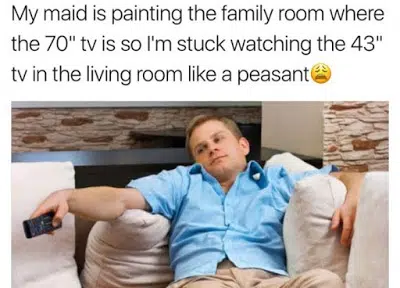 My maid is painting the family room where
the 70" tv is so I'm stuck watching the 43"
tv in the living room like a peasant😩